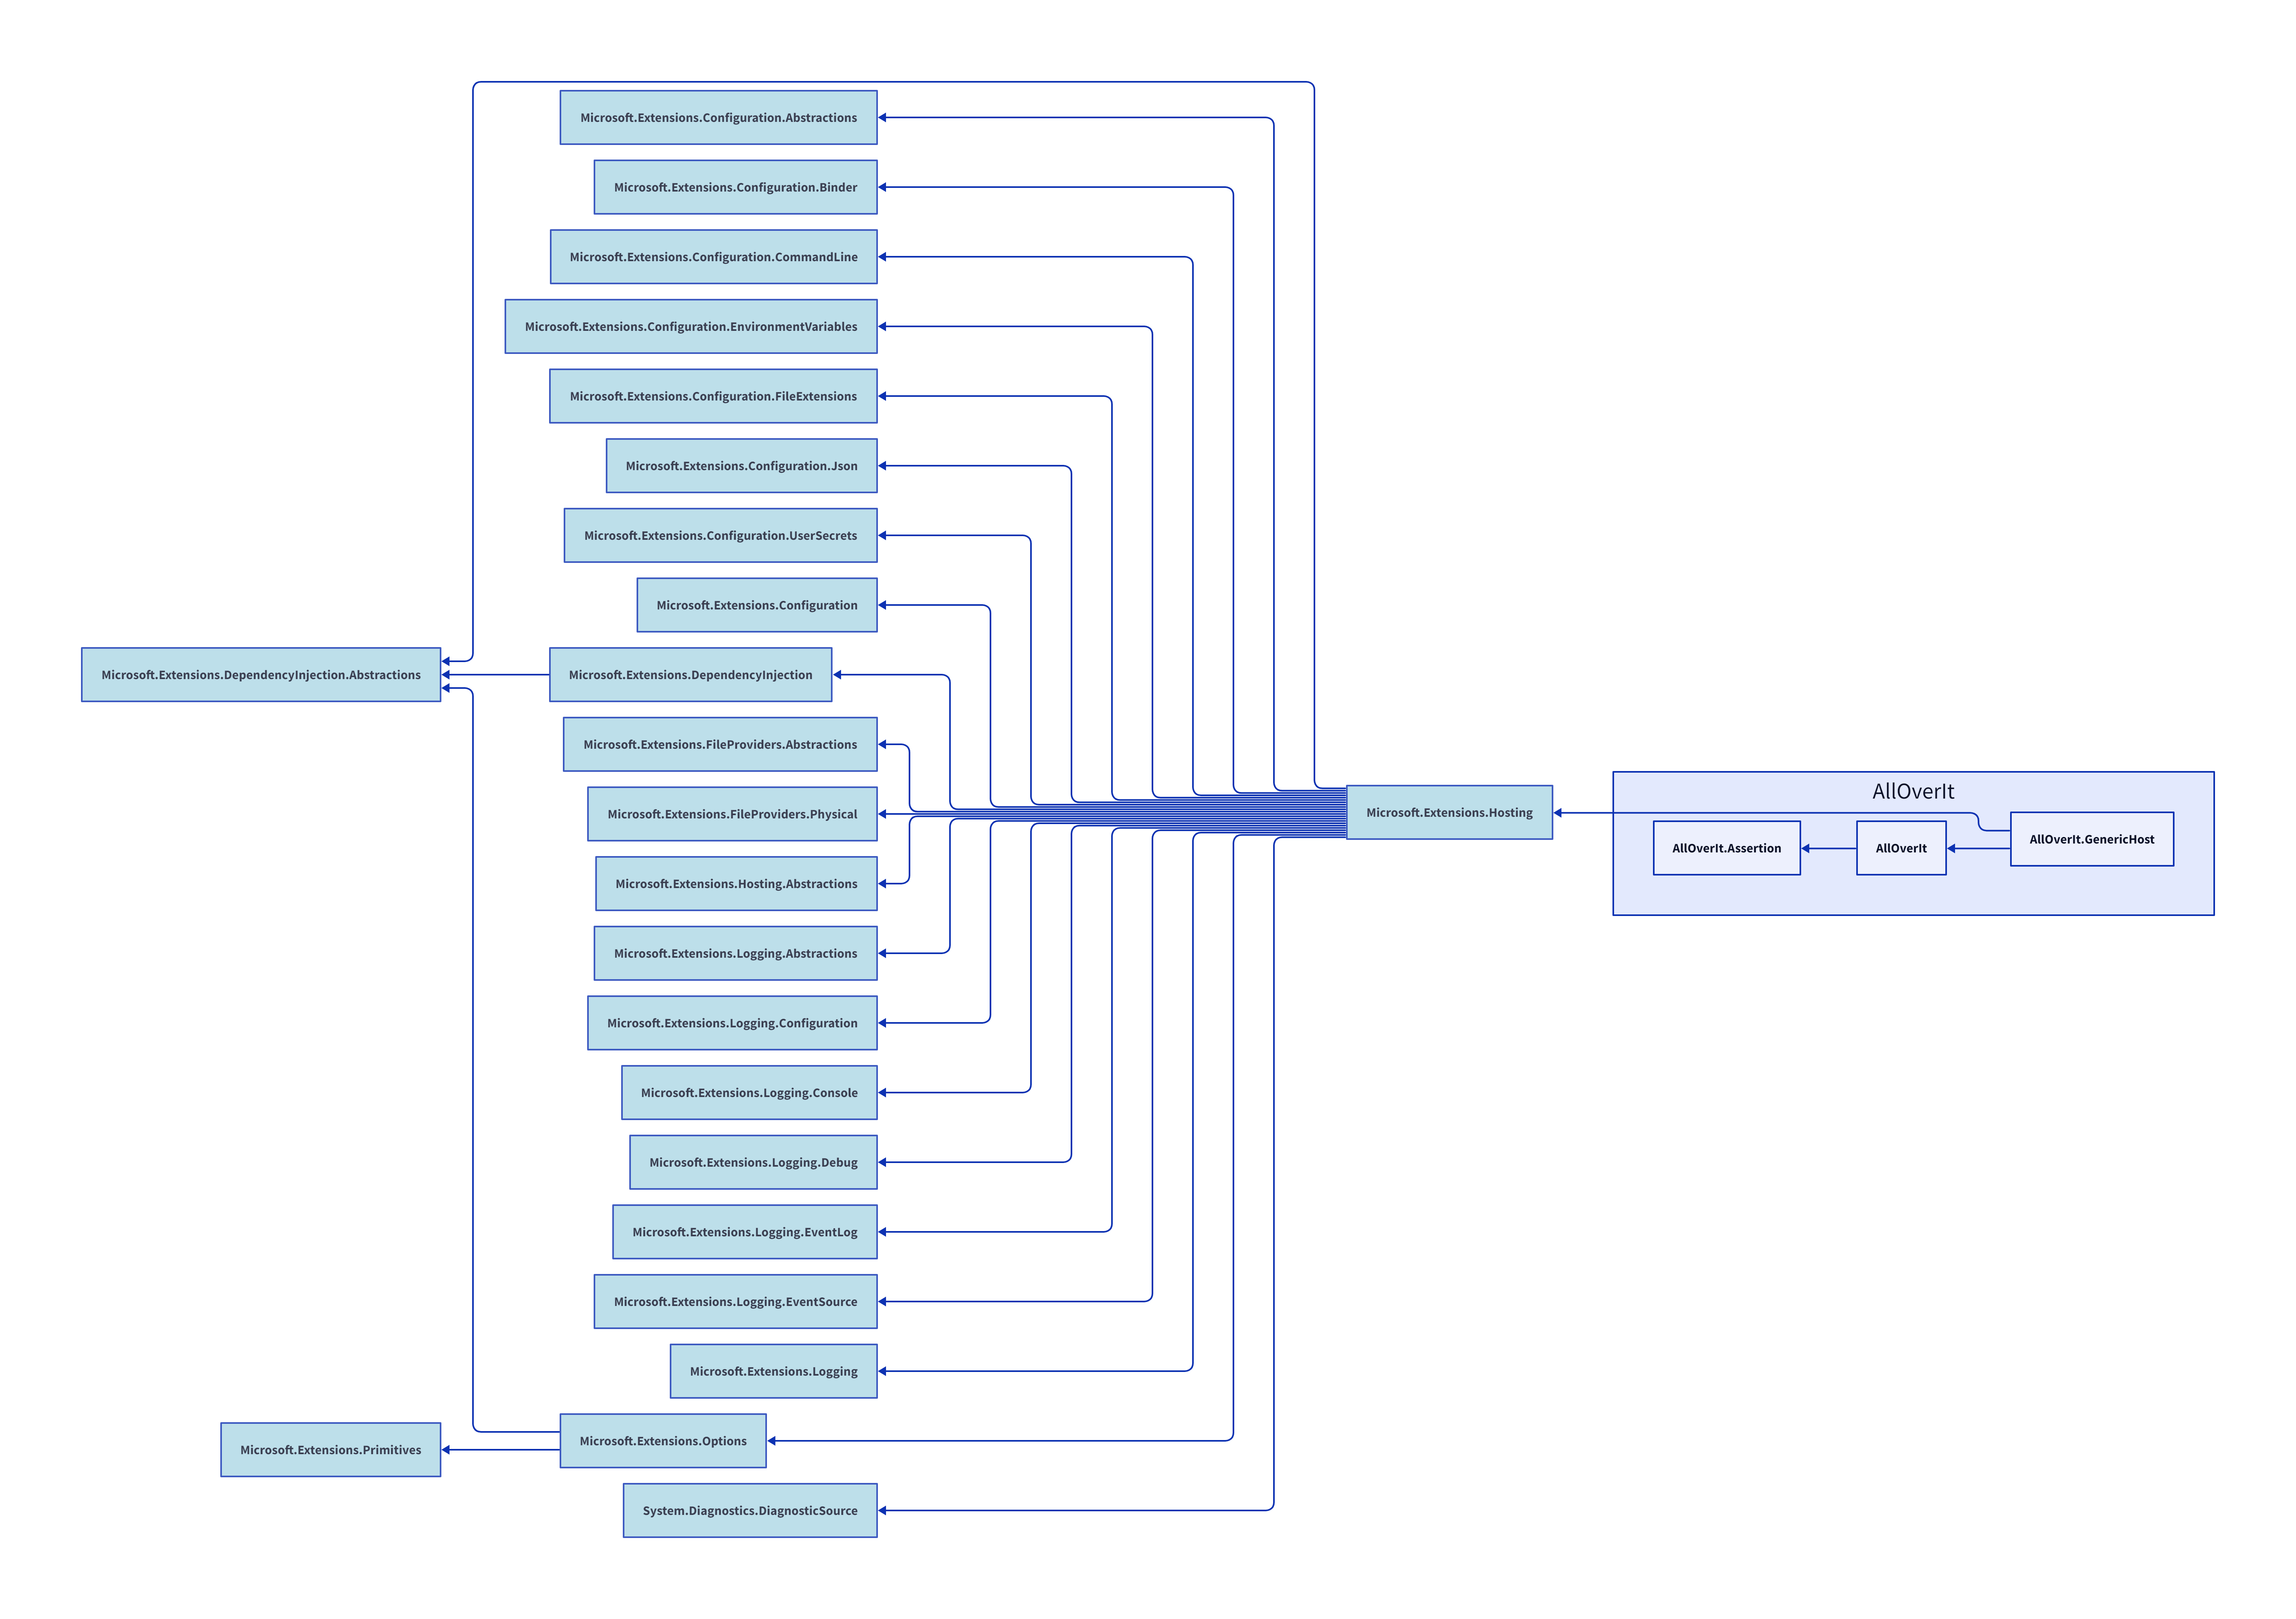 Microsoft.Extensions.Configuration.Abstractions
Microsoft.Extensions.Configuration.Binder
Microsoft.Extensions.Configuration.CommandLine
Microsoft.Extensions.Configuration.EnvironmentVariables
Microsoft.Extensions.Configuration.FileExtensions
Microsoft.Extensions.Configuration.Json
Microsoft.Extensions.Configuration.UserSecrets
Microsoft.Extensions.Configuration
Microsoft.Extensions.DependencyInjection.Abstractions
Microsoft.Extensions.DependencyInjection
Microsoft.Extensions.FileProviders.Abstractions
Microsoft.Extensions.FileProviders.Physical
Microsoft.Extensions.Hosting.Abstractions
Microsoft.Extensions.Logging.Abstractions
Microsoft.Extensions.Logging.Configuration
Microsoft.Extensions.Logging.Console
Microsoft.Extensions.Logging.Debug
Microsoft.Extensions.Logging.EventLog
Microsoft.Extensions.Logging.EventSource
Microsoft.Extensions.Logging
Microsoft.Extensions.Options
Microsoft.Extensions.Primitives
System.Diagnostics.DiagnosticSource
Microsoft.Extensions.Hosting
AllOverIt
AllOverIt.Assertion
AllOverIt
AllOverIt.GenericHost